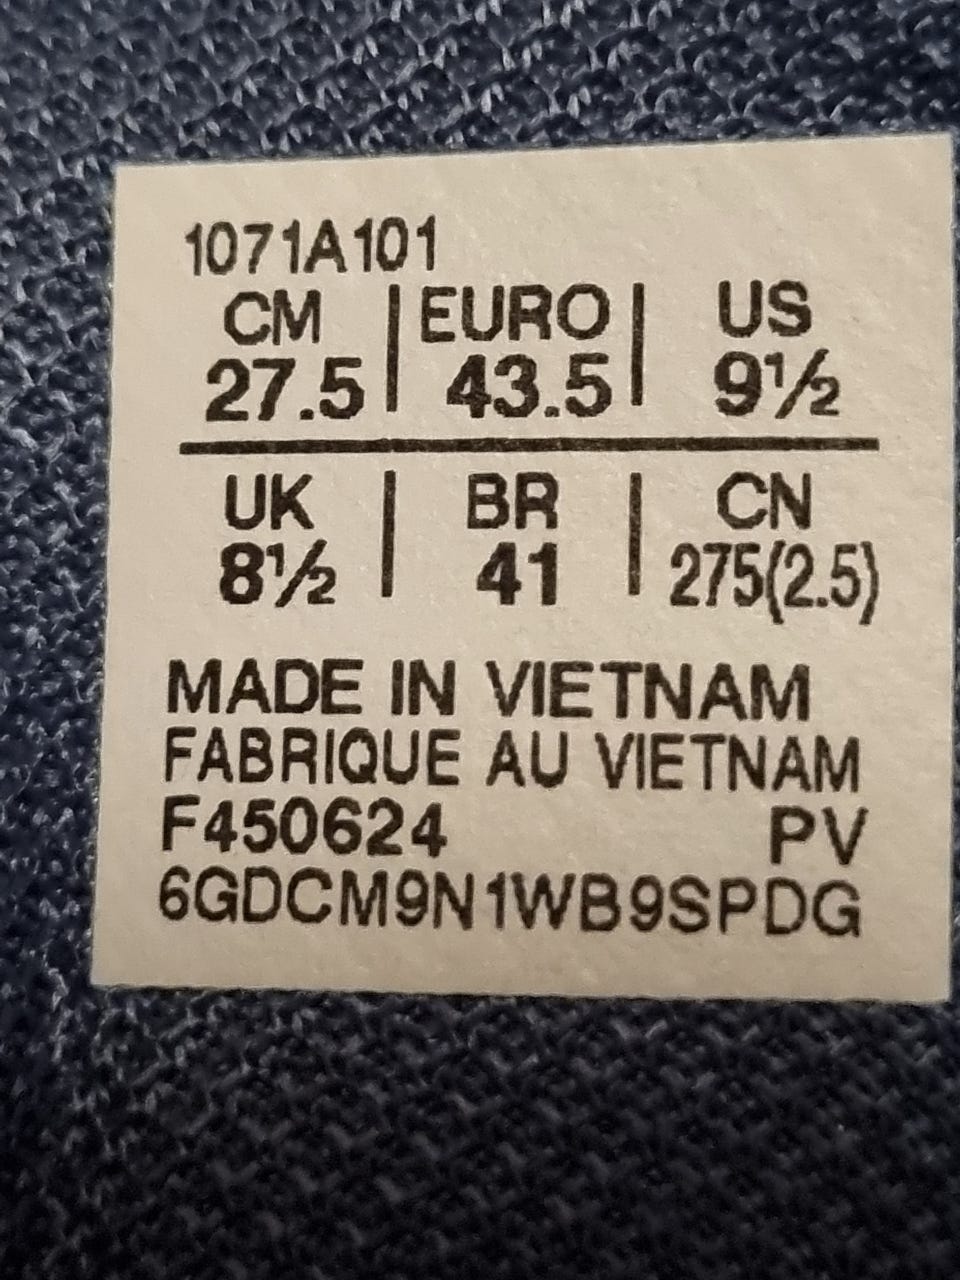 1071A101
CM | EURO | US
27.5 | 43.5 | 9½
UK | BR | CN
8½ | 41 | 275(2.5)
MADE IN VIETNAM
FABRIQUE AU VIETNAM
F450624 PV
6GDCM9N1WB9SPDG